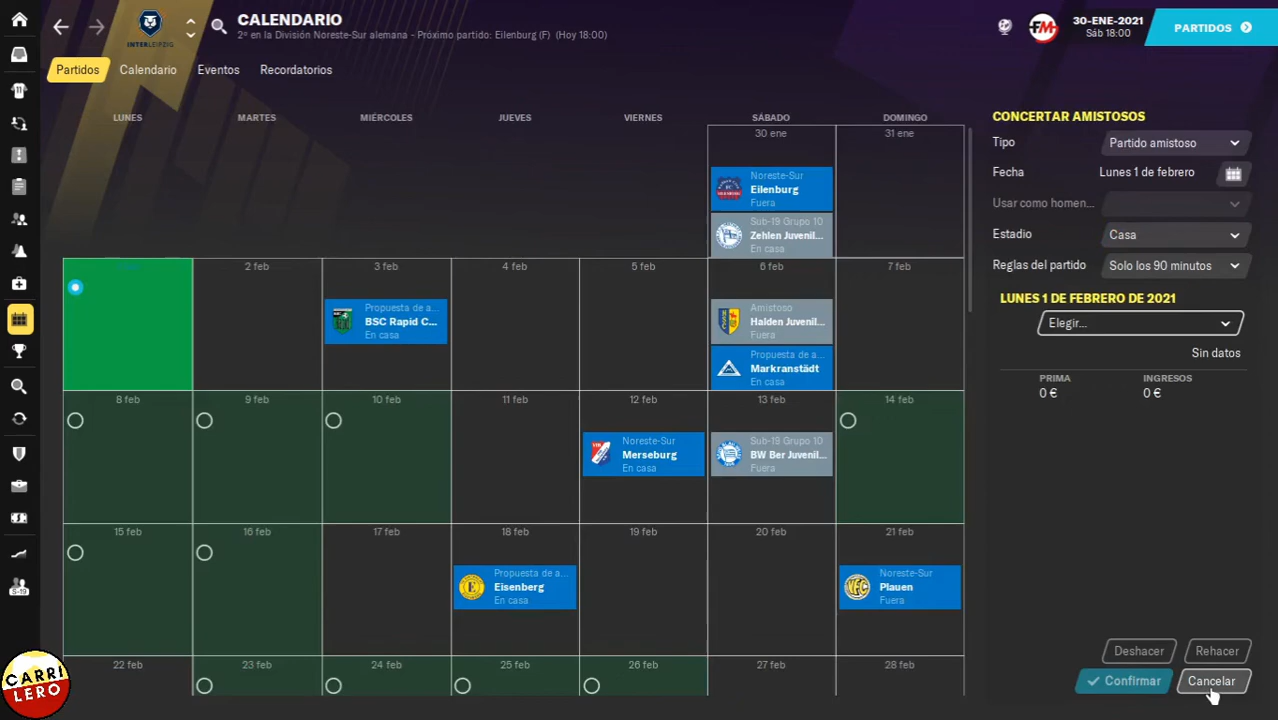 INTERLEIPZIG
CALENDARIO
2º en la División Noreste-Sur alemana - Próximo partido: Eilenburg (F) (Hoy 18:00)
FM
30-ENE-2021
Sáb 18:00
PARTIDOS
Partidos
Calendario
Eventos
Recordatorios
LUNES
MARTES
MIÉRCOLES
JUEVES
VIERNES
SÁBADO
DOMINGO
30 ene
31 ene
Noreste-Sur
Eilenburg
Fuera
Sub-19 Grupo 10
Zehlen Juvenil...
En casa
2 feb
3 feb
4 feb
5 feb
6 feb
7 feb
Propuesta de a...
BSC Rapid C...
En casa
Amistoso
Halden Juvenil...
Fuera
Propuesta de a...
Markranstädt
En casa
8 feb
9 feb
10 feb
11 feb
12 feb
13 feb
14 feb
Noreste-Sur
Merseburg
En casa
Sub-19 Grupo 10
BW Ber Juvenil...
Fuera
15 feb
16 feb
17 feb
18 feb
19 feb
20 feb
21 feb
Propuesta de a...
Eisenberg
En casa
Noreste-Sur
Plauen
Fuera
22 feb
23 feb
24 feb
25 feb
26 feb
27 feb
28 feb
CONCERTAR AMISTOSOS
Tipo
Partido amistoso
Fecha
Lunes 1 de febrero
Usar como homen...
Estadio
Casa
Reglas del partido
Solo los 90 minutos
LUNES 1 DE FEBRERO DE 2021
Elegir...
Sin datos
PRIMA
INGRESOS
0 €
0 €
Deshacer
Rehacer
Confirmar
Cancelar
S-19
CARRI
LERO